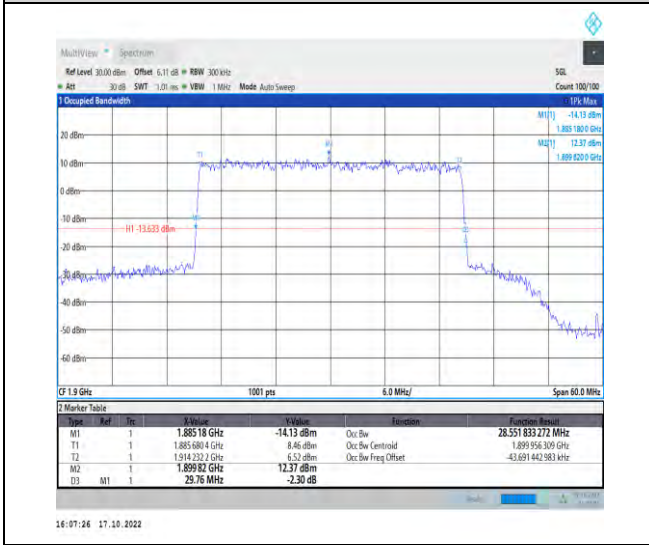 MultiView Spectrum
Ref Level 30.00 dBm Offset 6.11 dB RBW 300 kHz SGL
Att 30 dB SWT 1.01 ms VBW 1 MHz Mode Auto Sweep Count 100/100
1 Occupied Bandwidth 1Pk Max
M1[1] -14.13 dBm
1.885 180 0 GHz
M2[1] 12.37 dBm
1.899 820 0 GHz
20 dBm
10 dBm
0 dBm
-10 dBm
H1 -13.633 dBm
-20 dBm
-30 dBm
-40 dBm
-50 dBm
-60 dBm
T1
M2
T2
M1
CF 1.9 GHz 1001 pts 6.0 MHz/ Span 60.0 MHz
2 Marker Table
Type Ref Trc X-Value Y-Value Function Function Result
M1 1 1.885 18 GHz -14.13 dBm Occ Bw 28.551 833 272 MHz
T1 1 1.885 680 4 GHz 8.46 dBm Occ Bw Centroid 1.899 956 309 GHz
T2 1 1.914 232 2 GHz 6.52 dBm Occ Bw Freq Offset -43.691 442 983 kHz
M2 1 1.899 82 GHz 12.37 dBm
D3 M1 1 29.76 MHz -2.30 dB
16:07:26 17.10.2022